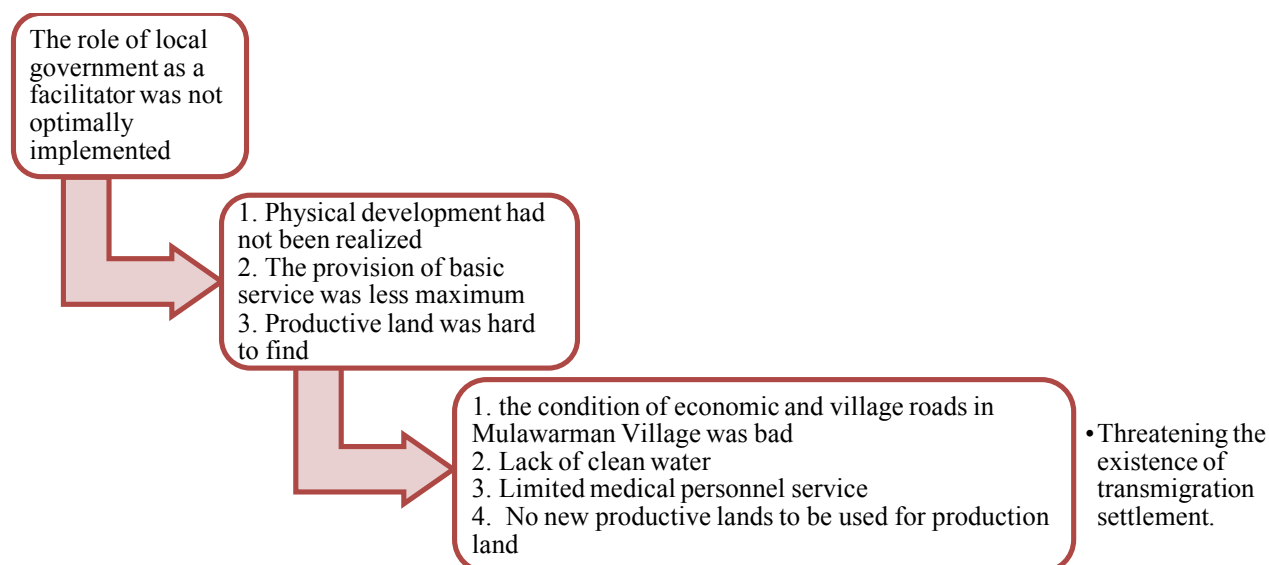 The role of local
government as a
facilitator was not
optimally
implemented
1. Physical development had
not been realized
2. The provision of basic
service was less maximum
3. Productive land was hard
to find
1. the condition of economic and village roads in
Mulawarman Village was bad
2. Lack of clean water
3. Limited medical personnel service
4. No new productive lands to be used for production
land
•Threatening the
existence of
transmigration
settlement.